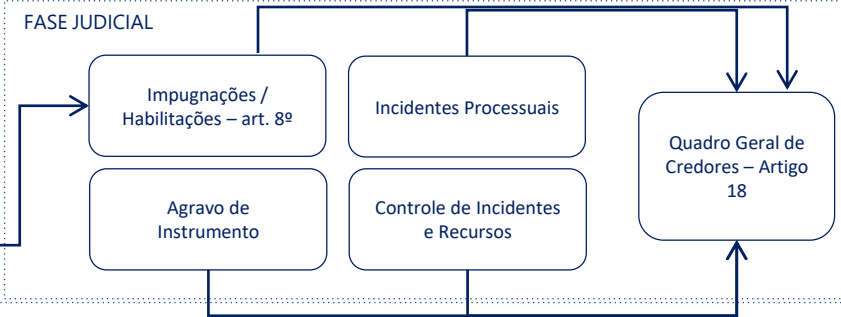 FASE JUDICIAL
Impugnações /
Habilitações – art. 8º
Incidentes Processuais
Quadro Geral de
Credores – Artigo
18
Agravo de
Instrumento
Controle de Incidentes
e Recursos